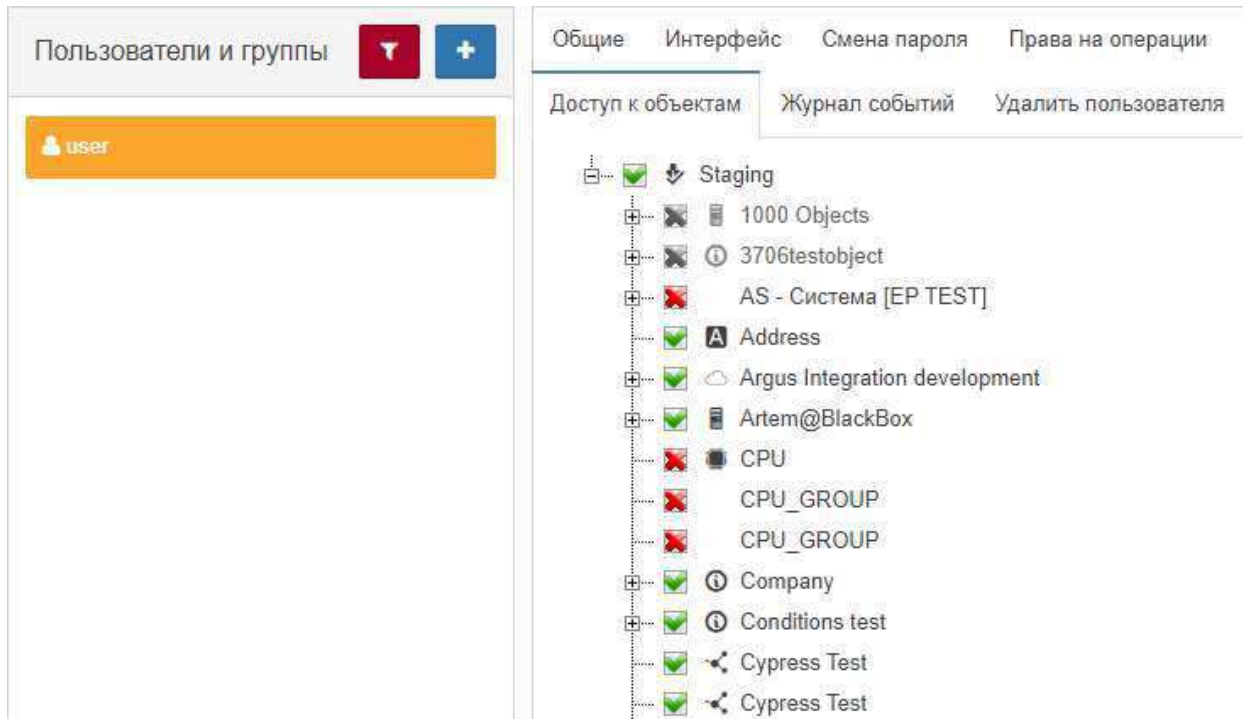 Пользователи и группы
user
Общие Интерфейс Смена пароля Права на операции
Доступ к объектам Журнал событий Удалить пользователя
Staging
1000 Objects
3706testobject
AS - Система [EP TEST]
A Address
Argus Integration development
Artem@BlackBox
CPU
CPU_GROUP
CPU_GROUP
Company
Conditions test
Cypress Test
Cypress Test